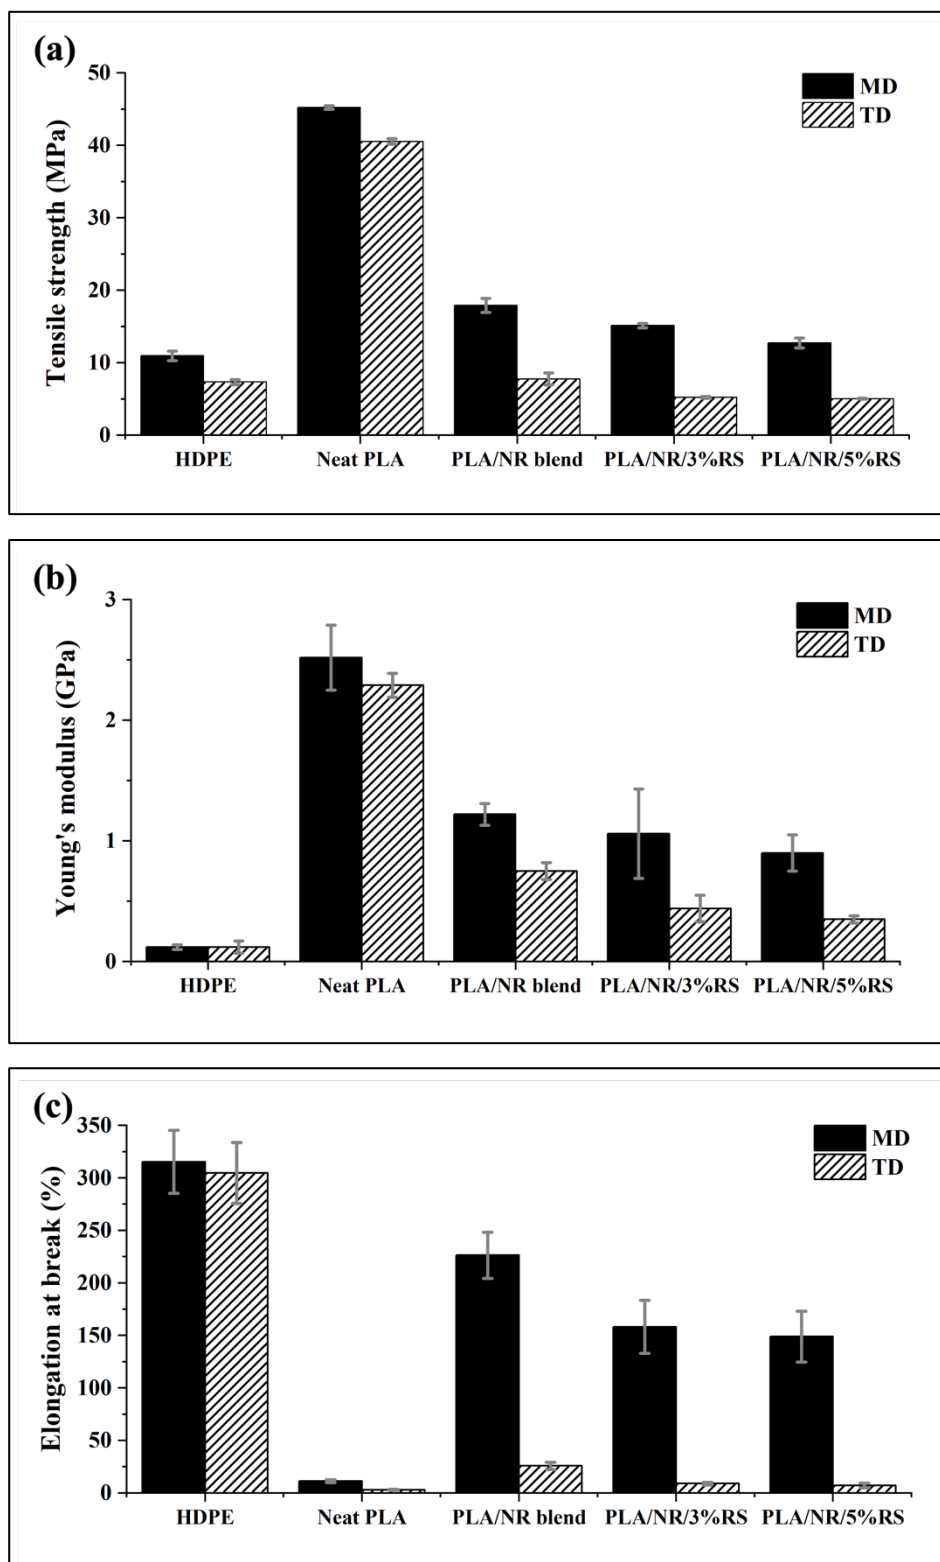 (a)
50
40
30
20
10
0
Tensile strength (MPa)
MD
TD
HDPE
Neat PLA
PLA/NR blend
PLA/NR/3%RS
PLA/NR/5%RS
(b)
3
2
1
0
Young's modulus (GPa)
MD
TD
HDPE
Neat PLA
PLA/NR blend
PLA/NR/3%RS
PLA/NR/5%RS
(c)
350
300
250
200
150
100
50
0
Elongation at break (%)
MD
TD
HDPE
Neat PLA
PLA/NR blend
PLA/NR/3%RS
PLA/NR/5%RS